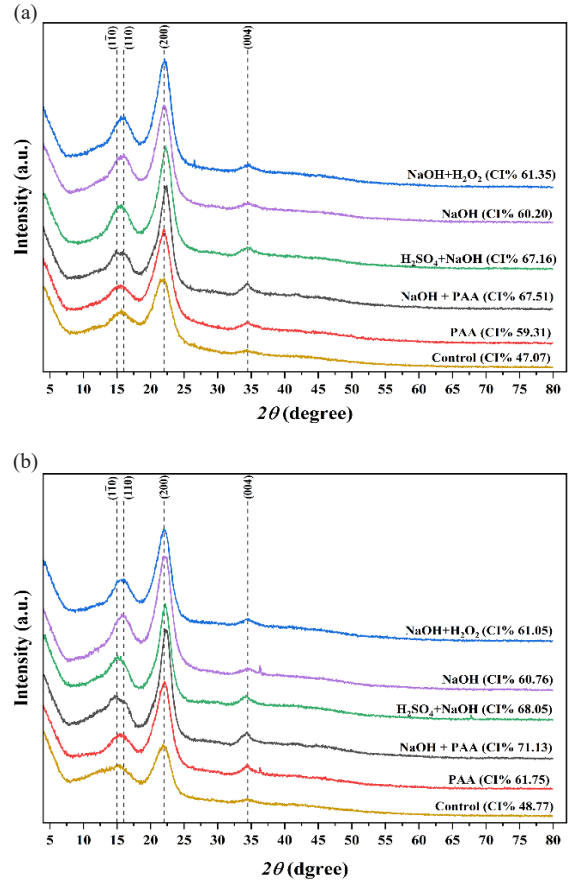 (a)
(11̄0)
(110)
(200)
(004)
NaOH+H₂O₂ (CI% 61.35)
NaOH (CI% 60.20)
H₂SO₄+NaOH (CI% 67.16)
NaOH + PAA (CI% 67.51)
PAA (CI% 59.31)
Control (CI% 47.07)
Intensity (a.u.)
5 10 15 20 25 30 35 40 45 50 55 60 65 70 75 80
2θ (degree)
(b)
(11̄0)
(110)
(200)
(004)
NaOH+H₂O₂ (CI% 61.05)
NaOH (CI% 60.76)
H₂SO₄+NaOH (CI% 68.05)
NaOH + PAA (CI% 71.13)
PAA (CI% 61.75)
Control (CI% 48.77)
Intensity (a.u.)
5 10 15 20 25 30 35 40 45 50 55 60 65 70 75 80
2θ (dgree)